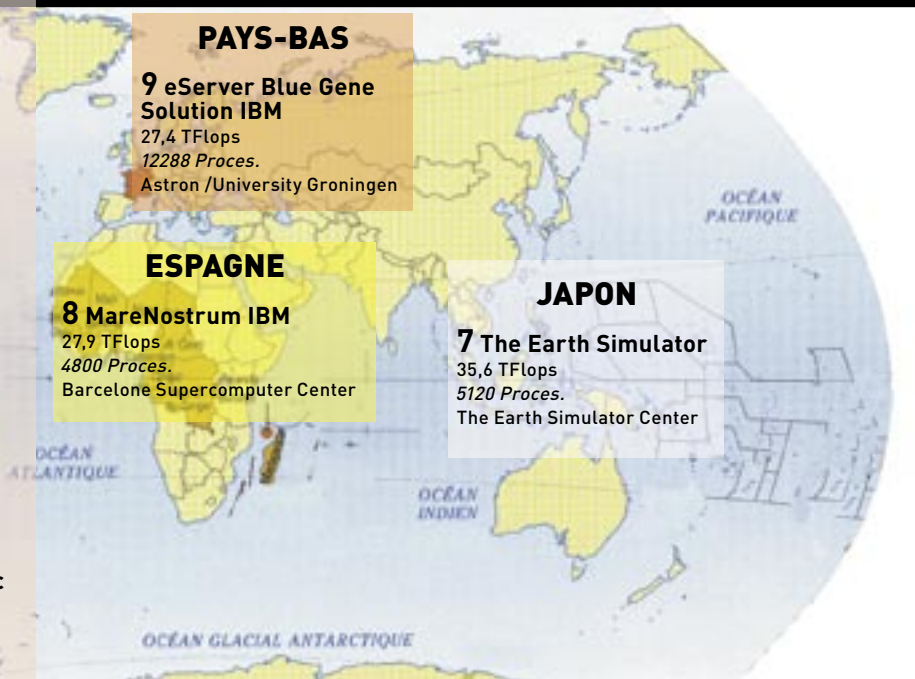 PAYS-BAS
9 eServer Blue Gene
Solution IBM
27,4 TFlops
12288 Proces.
Astron /University Groningen
OCÉAN
PACIFIQUE
ESPAGNE
8 MareNostrum IBM
27,9 TFlops
4800 Proces.
Barcelone Supercomputer Center
JAPON
7 The Earth Simulator
35,6 TFlops
5120 Proces.
The Earth Simulator Center
OCÉAN
ATLANTIQUE
OCÉAN
INDIEN
OCÉAN GLACIAL ANTARCTIQUE